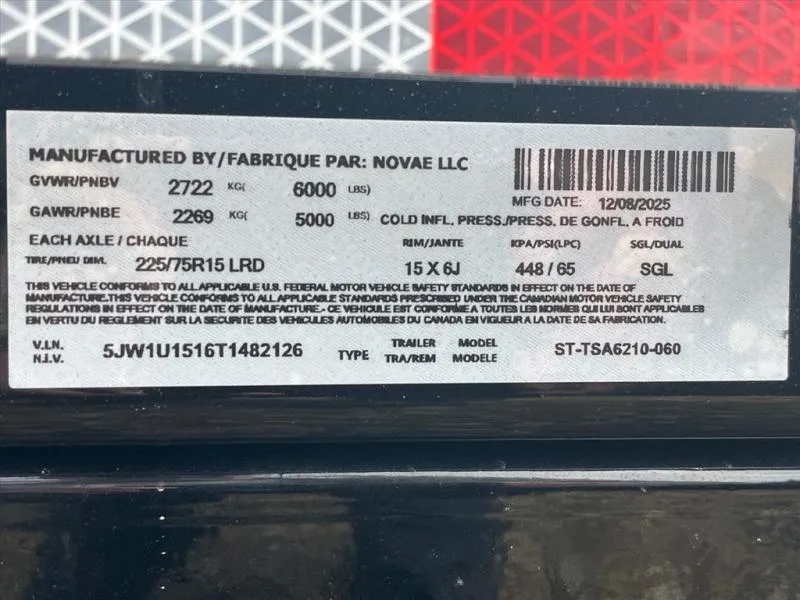 MANUFACTURED BY/FABRIQUE PAR: NOVAE LLC
GVWR/PNBV 2722 KG( 6000 LBS) MFG DATE: 12/08/2025
GAWR/PNBE 2269 KG( 5000 LBS) COLD INFL. PRESS./PRESS. DE GONFL. A FROID
EACH AXLE / CHAQUE RIM/JANTE KPA/PSI(LPC) SGL/DUAL
TIRE/PNEU DIM. 225/75R15 LRD 15 X 6J 448 / 65 SGL
THIS VEHICLE CONFORMS TO ALL APPLICABLE U.S. FEDERAL MOTOR VEHICLE SAFETY STANDARDS IN EFFECT ON THE DATE OF
MANUFACTURE.THIS VEHICLE CONFORMS TO ALL APPLICABLE STANDARDS PRESCRIBED UNDER THE CANADIAN MOTOR VEHICLE SAFETY
REGULATIONS IN EFFECT ON THE DATE OF MANUFACTURE. / CE VEHICULE EST CONFORME A TOUTES LES NORMES QUI LUI SONT APPLICABLES
EN VERTU DU REGLEMENT SUR LA SECURITE DES VEHICULES AUTOMOBILES DU CANADA EN VIGUEUR A LA DATE DE SA FABRICATION.
V.I.N. 5JW1U1516T1482126 TYPE TRAILER MODEL ST-TSA6210-060
N.I.V. TRA/REM MODELE